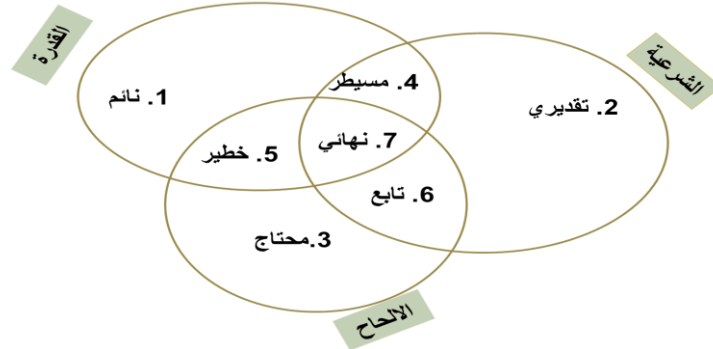 القدرة
الشرعية
4. مسيطر
1. نائم
2. تقديري
7. نهائي
5. خطير
6. تابع
3.محتاج
الالحاح